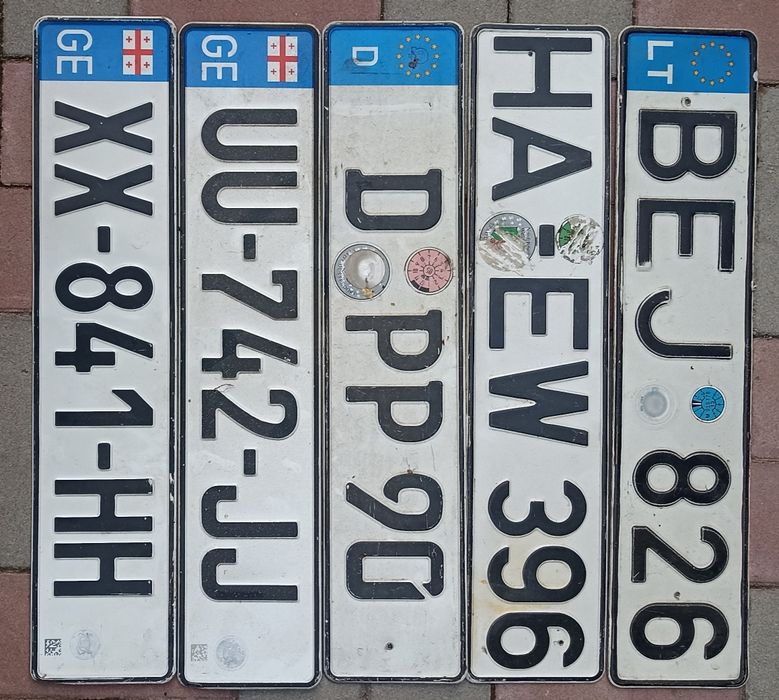 GE XX-841-HH
GE UU-742-JJ
D D PP 90
HA-EW 396
LT BEJ 826